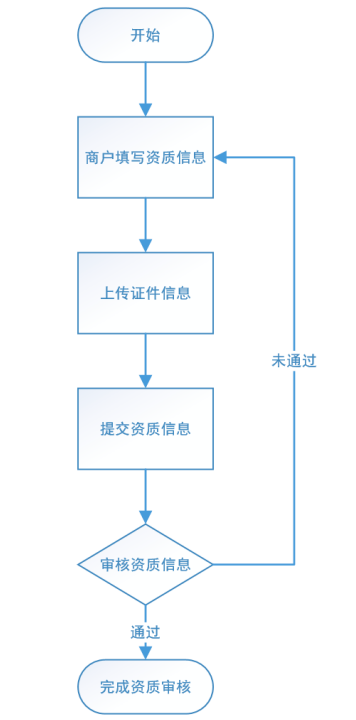 开始
商户填写资质信息
上传证件信息
未通过
提交资质信息
审核资质信息
通过
完成资质审核